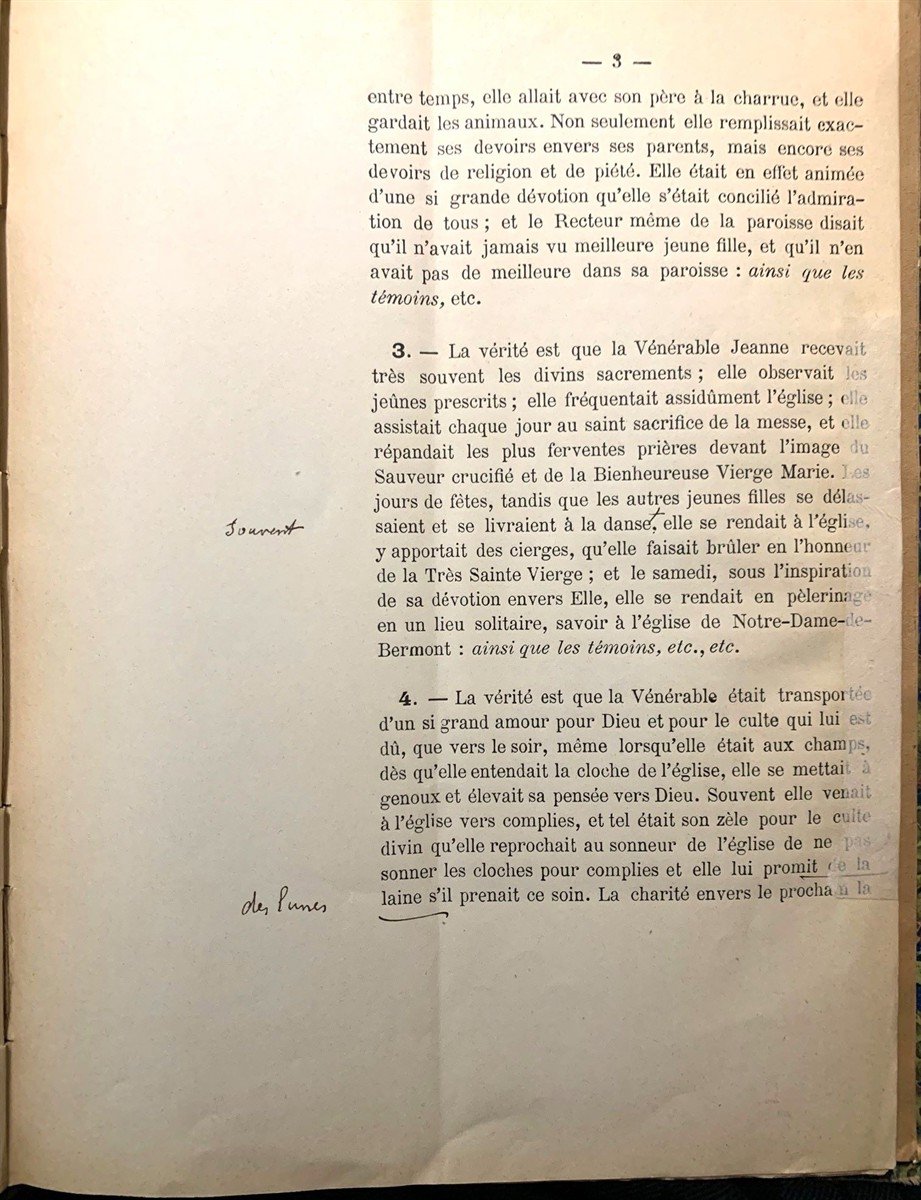 — 3 —
entre temps, elle allait avec son père à la charrue, et elle
gardait les animaux. Non seulement elle remplissait exac-
tement ses devoirs envers ses parents, mais encore ses
devoirs de religion et de piété. Elle était en effet animée
d'une si grande dévotion qu'elle s'était concilié l'admira-
tion de tous ; et le Recteur même de la paroisse disait
qu'il n'avait jamais vu meilleure jeune fille, et qu'il n'en
avait pas de meilleure dans sa paroisse : ainsi que les
témoins, etc.
3. — La vérité est que la Vénérable Jeanne recevait
très souvent les divins sacrements ; elle observait les
jeûnes prescrits ; elle fréquentait assidûment l'église ; elle
assistait chaque jour au saint sacrifice de la messe, et elle
répandait les plus ferventes prières devant l'image du
Sauveur crucifié et de la Bienheureuse Vierge Marie. Les
jours de fêtes, tandis que les autres jeunes filles se délas-
souvent
saient et se livraient à la danse, elle se rendait à l'église,
y apportait des cierges, qu'elle faisait brûler en l'honneur
de la Très Sainte Vierge ; et le samedi, sous l'inspiration
de sa dévotion envers Elle, elle se rendait en pèlerinage
en un lieu solitaire, savoir à l'église de Notre-Dame-de-
Bermont : ainsi que les témoins, etc., etc.
4. — La vérité est que la Vénérable était transportée
d'un si grand amour pour Dieu et pour le culte qui lui est
dû, que vers le soir, même lorsqu'elle était aux champs,
dès qu'elle entendait la cloche de l'église, elle se mettait à
genoux et élevait sa pensée vers Dieu. Souvent elle venait
à l'église vers complies, et tel était son zèle pour le culte
divin qu'elle reprochait au sonneur de l'église de ne pas
sonner les cloches pour complies et elle lui promit de la
des lunes
laine s'il prenait ce soin. La charité envers le prochain la